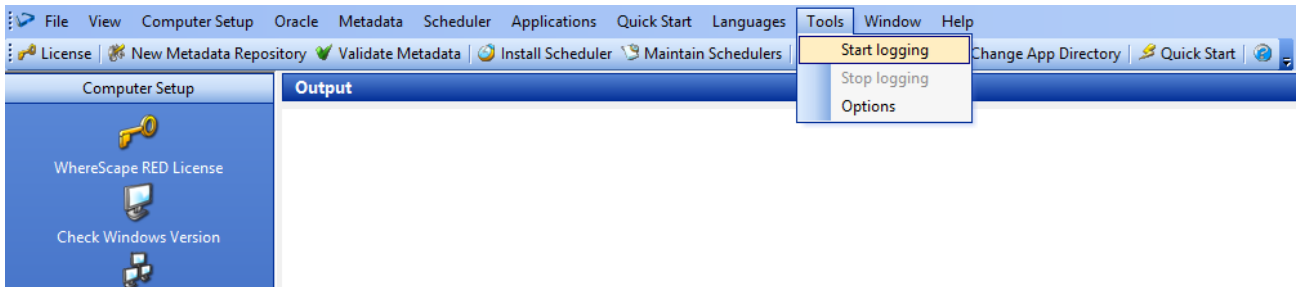 File View Computer Setup Oracle Metadata Scheduler Applications Quick Start Languages Tools Window Help
License New Metadata Repository Validate Metadata Install Scheduler Maintain Schedulers Change App Directory Quick Start
Start logging
Stop logging
Options
Computer Setup
Output
WhereScape RED License
Check Windows Version